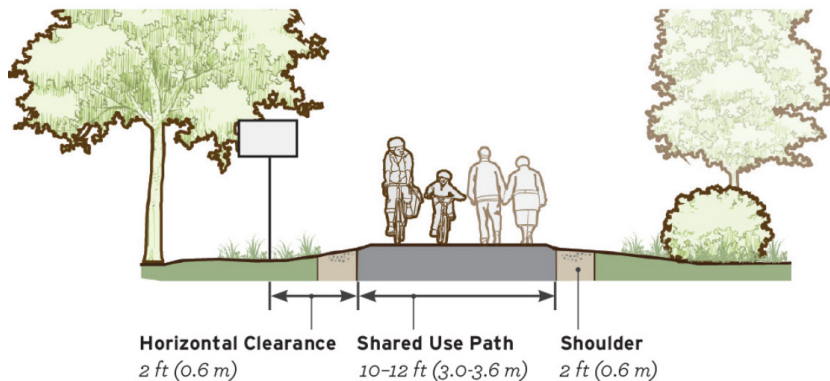 Horizontal Clearance
2 ft (0.6 m)
Shared Use Path
10–12 ft (3.0-3.6 m)
Shoulder
2 ft (0.6 m)